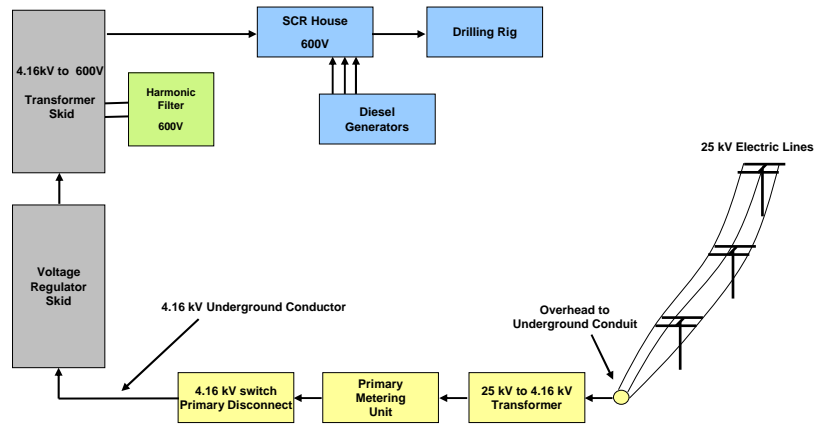 SCR House
600V
Drilling Rig
4.16kV to 600V
Transformer
Skid
Harmonic
Filter
600V
Diesel
Generators
25 kV Electric Lines
Voltage
Regulator
Skid
4.16 kV Underground Conductor
Overhead to
Underground Conduit
4.16 kV switch
Primary Disconnect
Primary
Metering
Unit
25 kV to 4.16 kV
Transformer